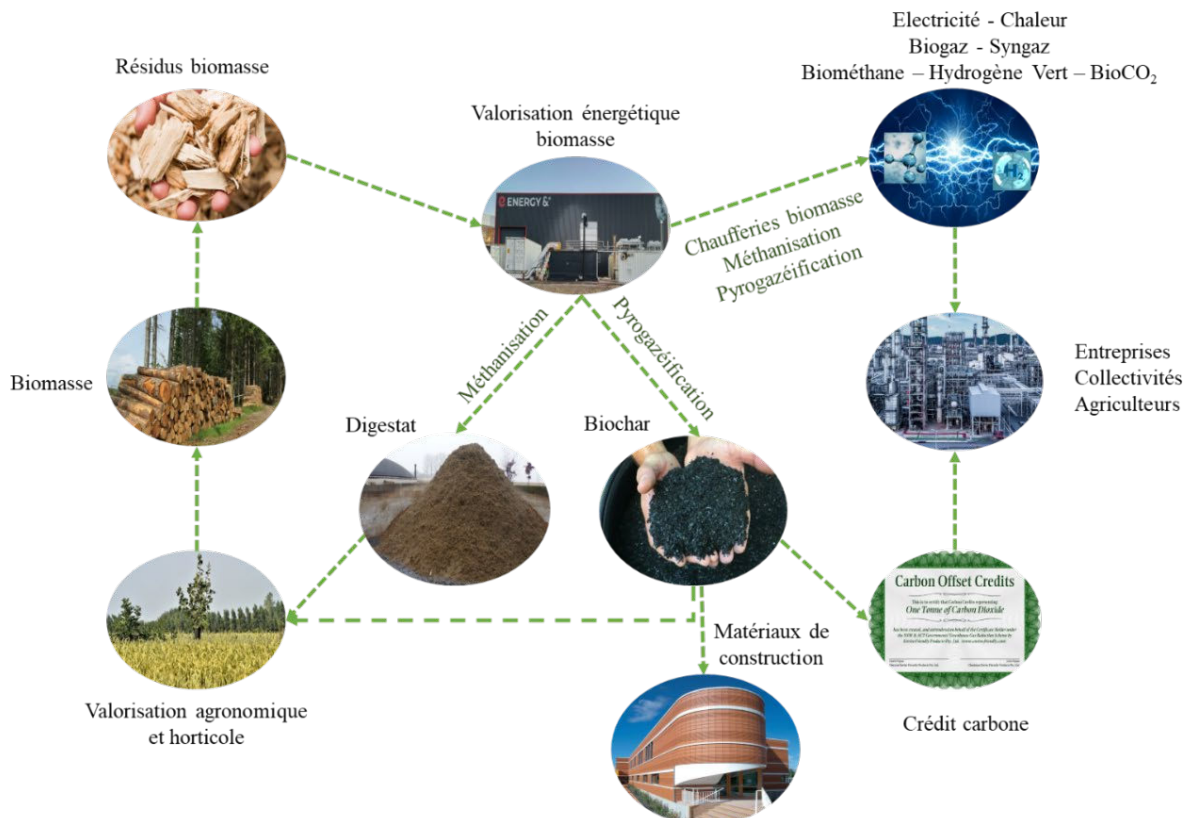 Electricité - Chaleur
Biogaz - Syngaz
Biométhane – Hydrogène Vert – BioCO₂
Résidus biomasse
Valorisation énergétique
biomasse
ENERGY &
H₂
Chaufferies biomasse
Méthanisation
Pyrogazéification
Méthanisation
Pyrogazéification
Biomasse
Entreprises
Collectivités
Agriculteurs
Digestat
Biochar
Carbon Offset Credits
One Tonne of Carbon Dioxide
Matériaux de
construction
Valorisation agronomique
et horticole
Crédit carbone